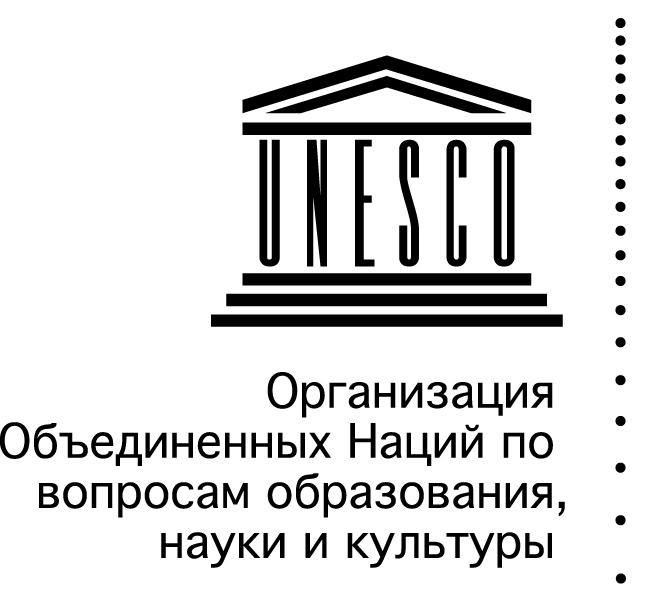 UNESCO
Организация
Объединенных Наций по
вопросам образования,
науки и культуры